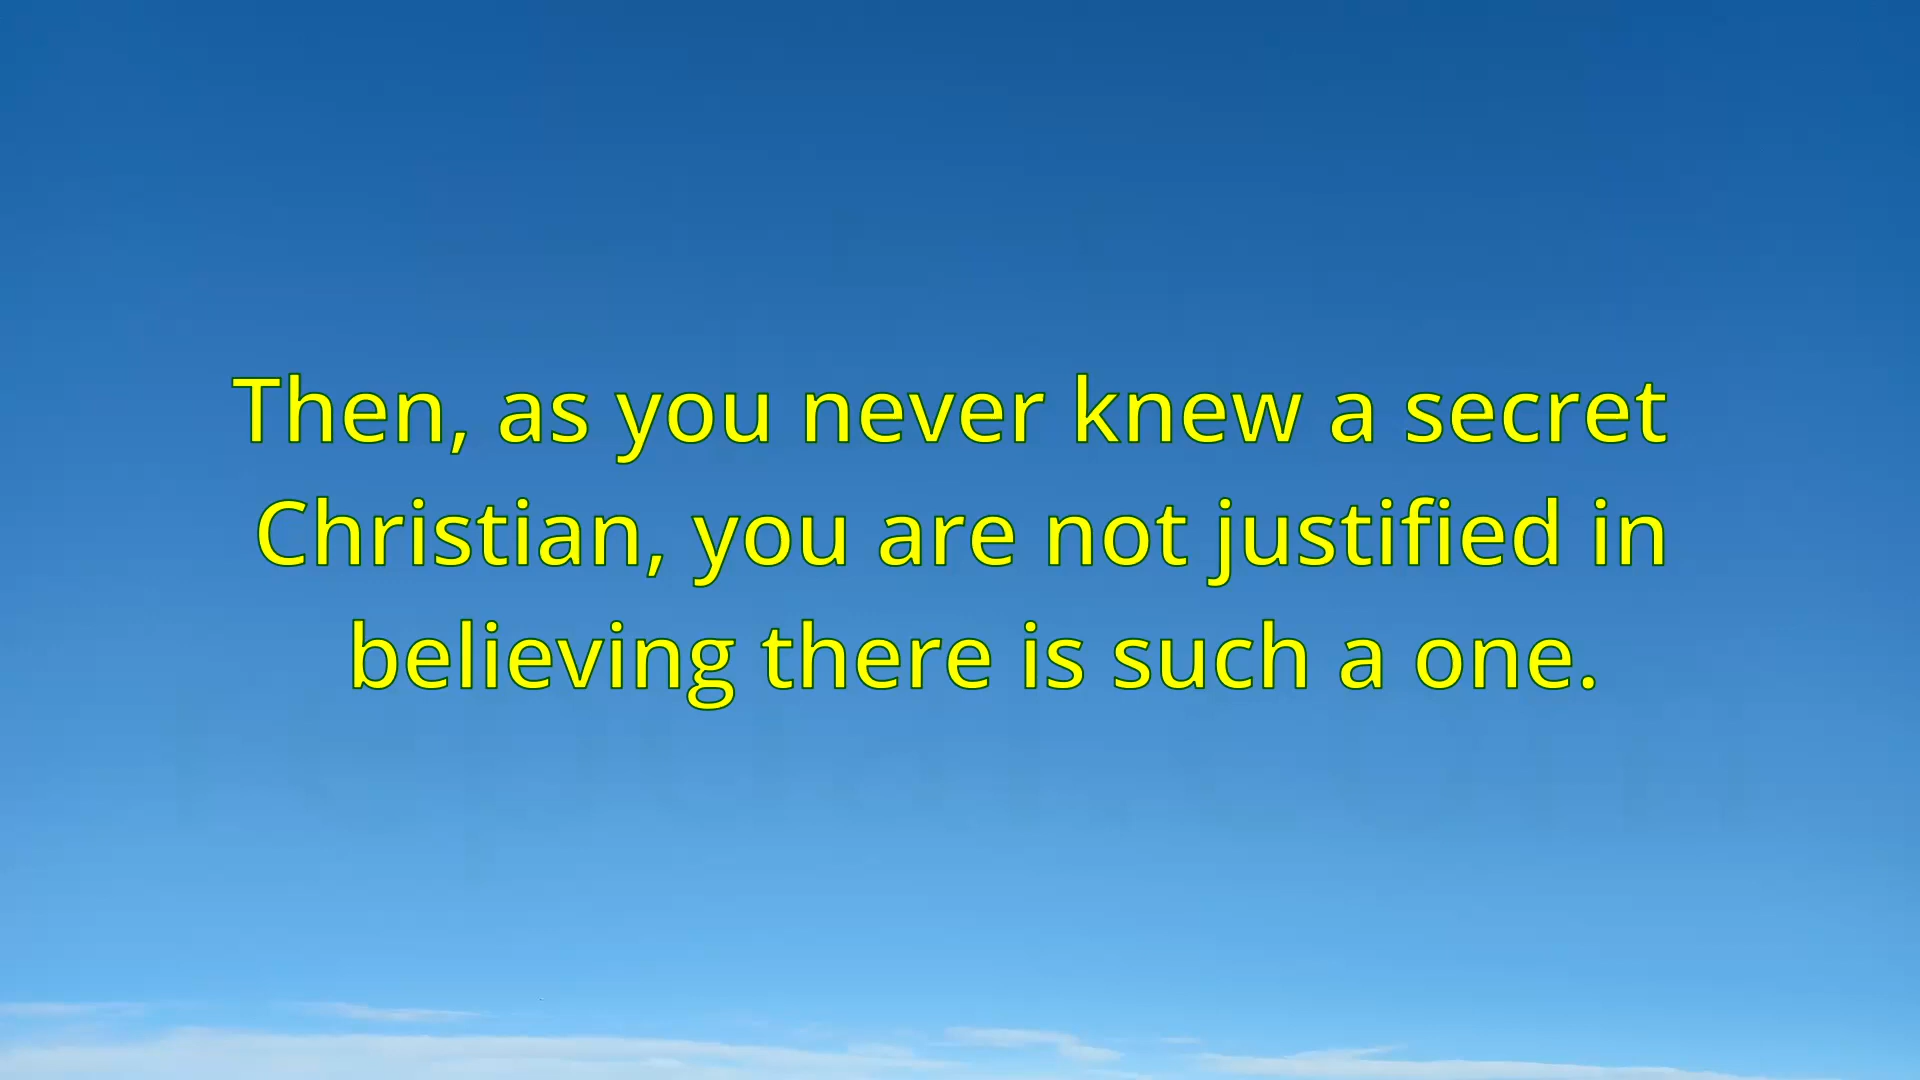 Then, as you never knew a secret
Christian, you are not justified in
believing there is such a one.